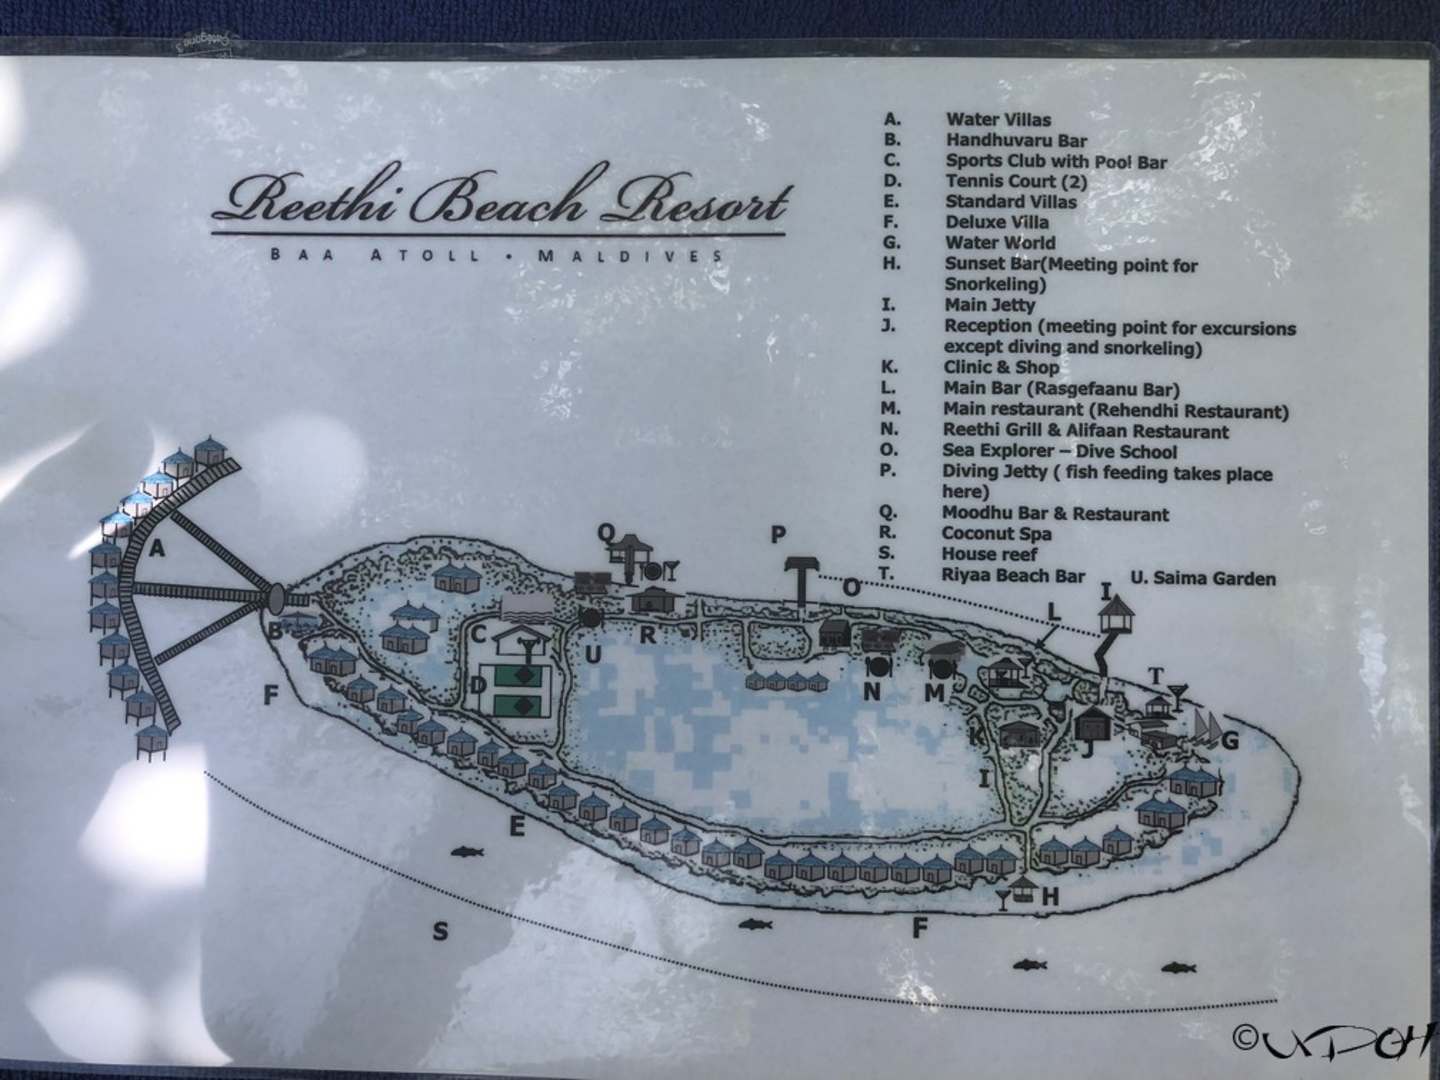 Reethi Beach Resort
BAA ATOLL • MALDIVES
A. Water Villas
B. Handhuvaru Bar
C. Sports Club with Pool Bar
D. Tennis Court (2)
E. Standard Villas
F. Deluxe Villa
G. Water World
H. Sunset Bar(Meeting point for
Snorkeling)
I. Main Jetty
J. Reception (meeting point for excursions
except diving and snorkeling)
K. Clinic & Shop
L. Main Bar (Rasgefaanu Bar)
M. Main restaurant (Rehendhi Restaurant)
N. Reethi Grill & Alifaan Restaurant
O. Sea Explorer – Dive School
P. Diving Jetty ( fish feeding takes place
here)
Q. Moodhu Bar & Restaurant
R. Coconut Spa
S. House reef
T. Riyaa Beach Bar U. Saima Garden
Q
P
A
O
I
L
B
C
R
U
T
F
D
N
M
K
J
G
I
E
H
S
F